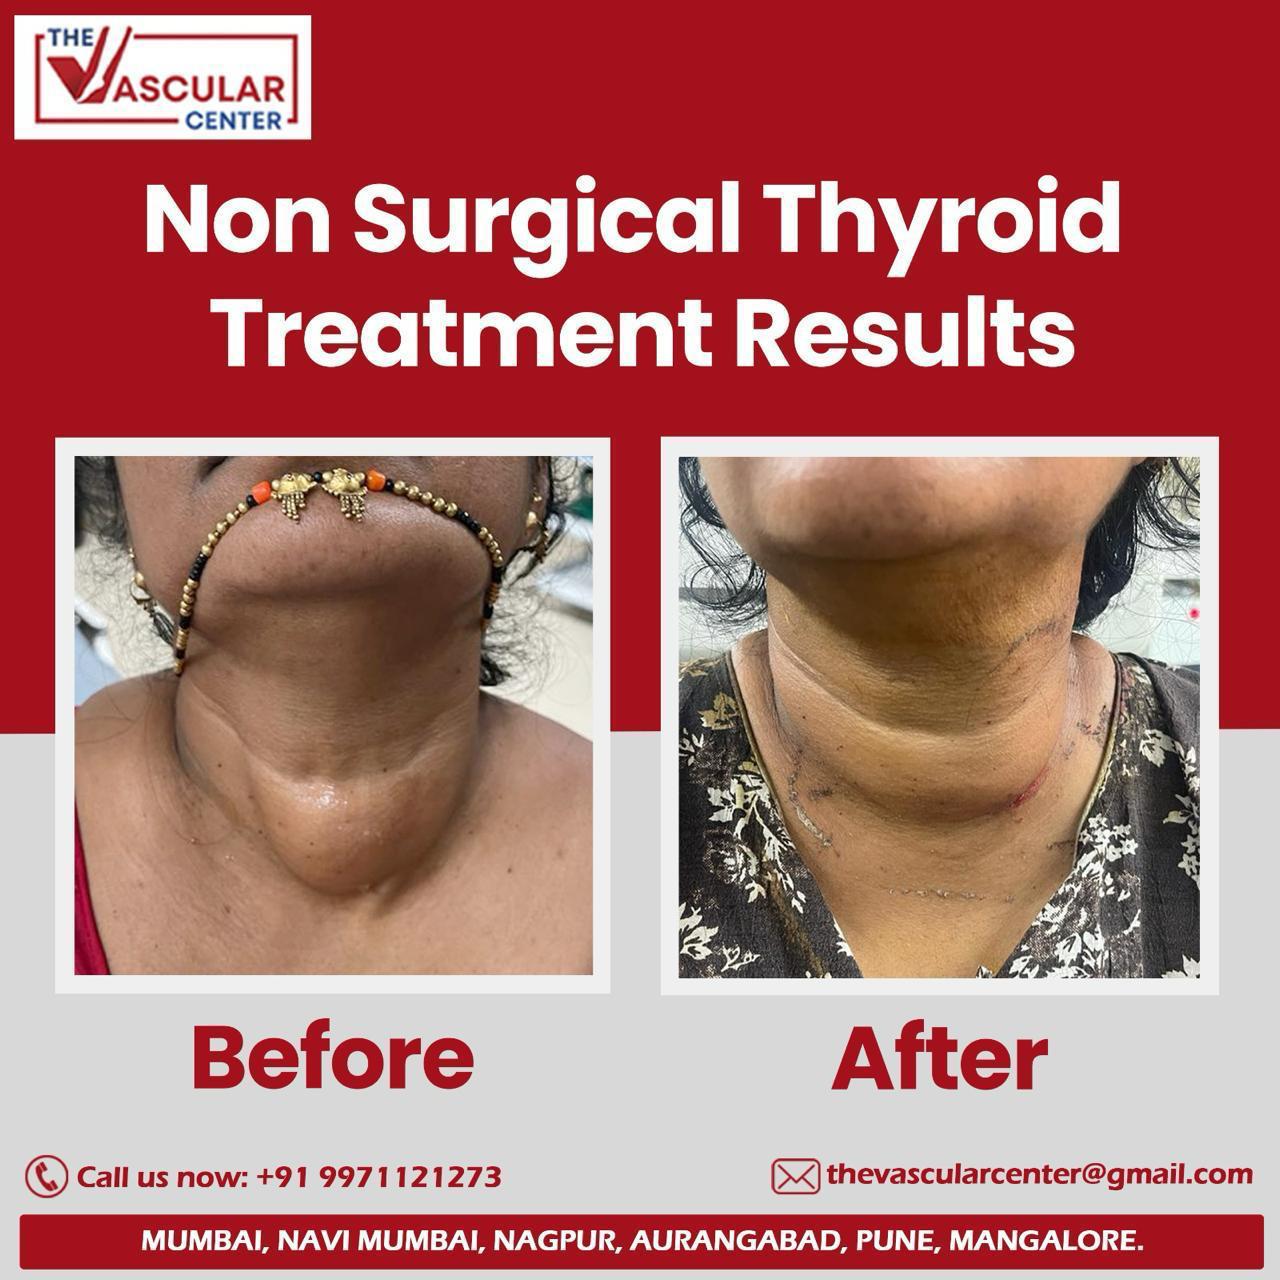 THE
VASCULAR
CENTER
Non Surgical Thyroid
Treatment Results
Before
After
Call us now: +91 9971121273
thevascularcenter@gmail.com
MUMBAI, NAVI MUMBAI, NAGPUR, AURANGABAD, PUNE, MANGALORE.